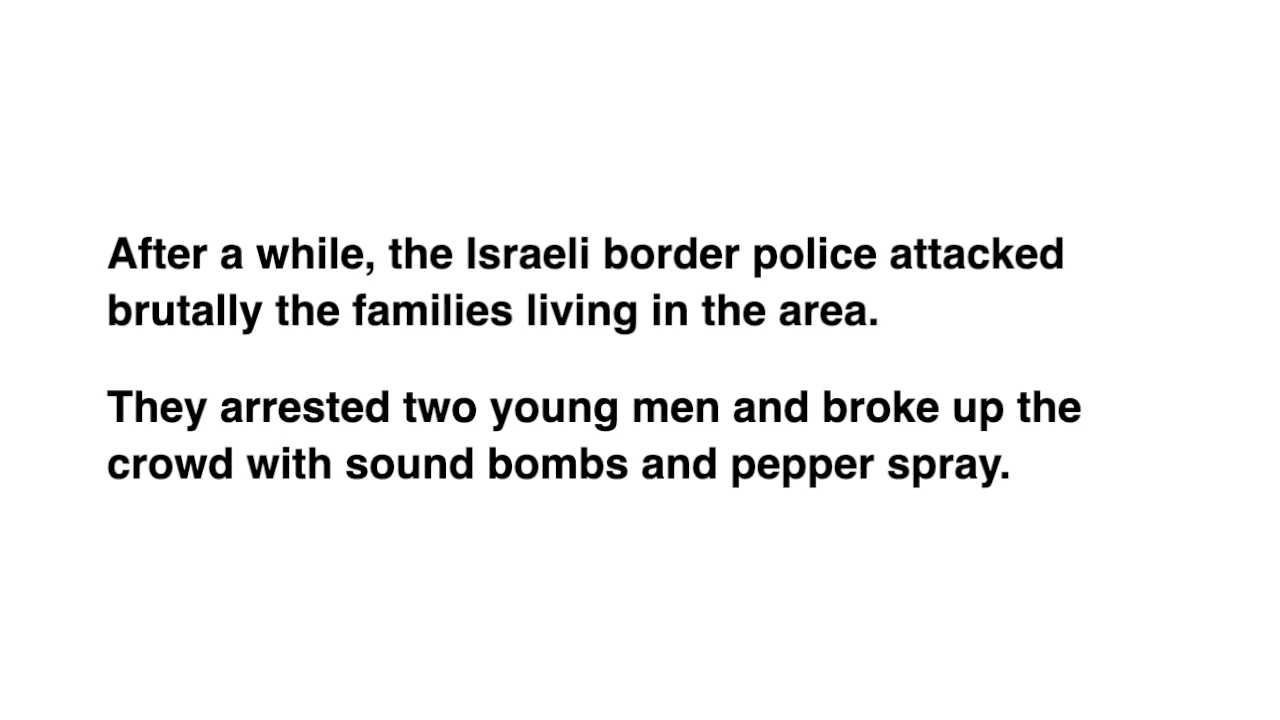 After a while, the Israeli border police attacked
brutally the families living in the area.
They arrested two young men and broke up the
crowd with sound bombs and pepper spray.